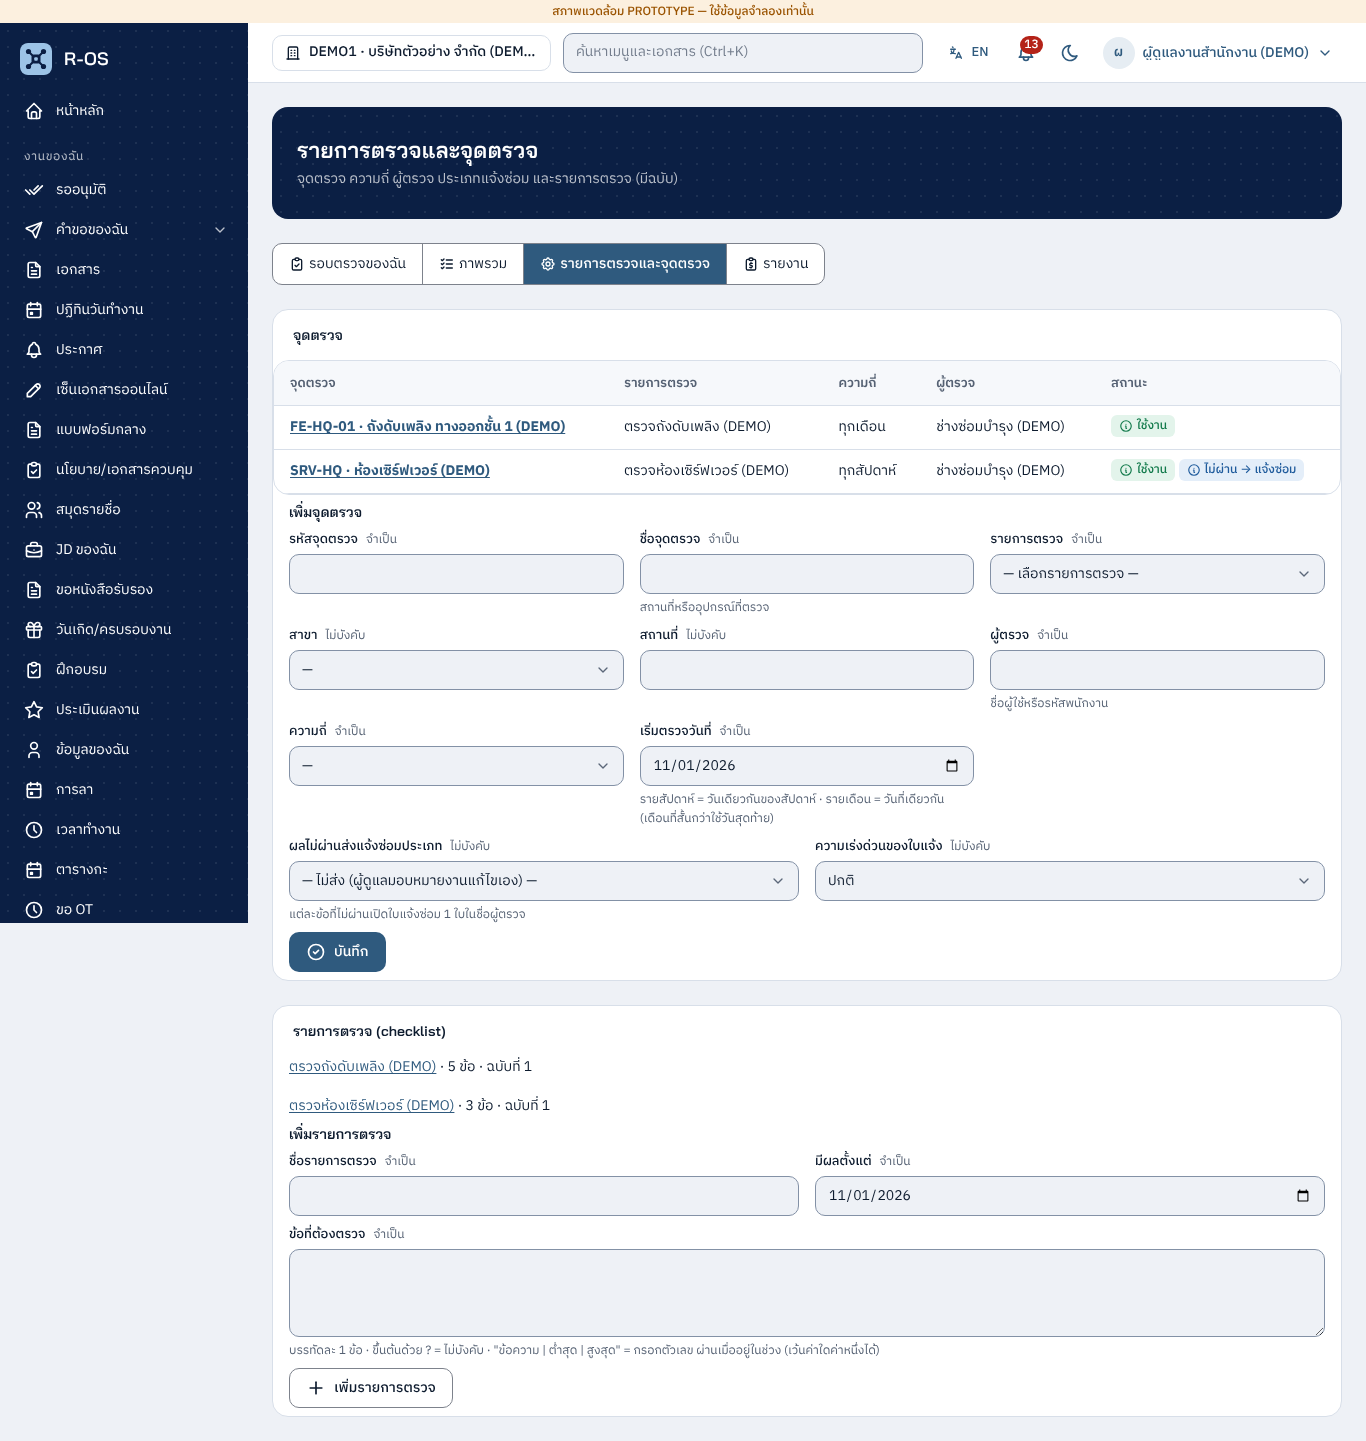 สภาพแวดล้อม PROTOTYPE — ใช้ข้อมูลจำลองเท่านั้น
R-OS
DEMO1 · บริษัทตัวอย่าง จำกัด (DEM...
ค้นหาเมนูและเอกสาร (Ctrl+K)
EN
13
ผ
ผู้ดูแลงานสำนักงาน (DEMO)
หน้าหลัก
งานของฉัน
รออนุมัติ
คำขอของฉัน
เอกสาร
ปฏิทินวันทำงาน
ประกาศ
เซ็นเอกสารออนไลน์
แบบฟอร์มกลาง
นโยบาย/เอกสารควบคุม
สมุดรายชื่อ
JD ของฉัน
ขอหนังสือรับรอง
วันเกิด/ครบรอบงาน
ฝึกอบรม
ประเมินผลงาน
ข้อมูลของฉัน
การลา
เวลาทำงาน
ตารางกะ
ขอ OT
รายการตรวจและจุดตรวจ
จุดตรวจ ความถี่ ผู้ตรวจ ประเภทแจ้งซ่อม และรายการตรวจ (มีฉบับ)
รอบตรวจของฉัน
ภาพรวม
รายการตรวจและจุดตรวจ
รายงาน
จุดตรวจ
จุดตรวจ รายการตรวจ ความถี่ ผู้ตรวจ สถานะ
FE-HQ-01 · ถังดับเพลิง ทางออกชั้น 1 (DEMO) ตรวจถังดับเพลิง (DEMO) ทุกเดือน ช่างซ่อมบำรุง (DEMO) ใช้งาน
SRV-HQ · ห้องเซิร์ฟเวอร์ (DEMO) ตรวจห้องเซิร์ฟเวอร์ (DEMO) ทุกสัปดาห์ ช่างซ่อมบำรุง (DEMO) ใช้งาน ไม่ผ่าน → แจ้งซ่อม
เพิ่มจุดตรวจ
รหัสจุดตรวจ จำเป็น ชื่อจุดตรวจ จำเป็น รายการตรวจ จำเป็น
— เลือกรายการตรวจ —
สถานที่หรืออุปกรณ์ที่ตรวจ
สาขา ไม่บังคับ สถานที่ ไม่บังคับ ผู้ตรวจ จำเป็น
—
ชื่อผู้ใช้หรือรหัสพนักงาน
ความถี่ จำเป็น เริ่มตรวจวันที่ จำเป็น
— 11/01/2026
รายสัปดาห์ = วันเดียวกันของสัปดาห์ · รายเดือน = วันที่เดียวกัน
(เดือนที่สั้นกว่าใช้วันสุดท้าย)
ผลไม่ผ่านส่งแจ้งซ่อมประเภท ไม่บังคับ ความเร่งด่วนของใบแจ้ง ไม่บังคับ
— ไม่ส่ง (ผู้ดูแลมอบหมายงานแก้ไขเอง) — ปกติ
แต่ละข้อที่ไม่ผ่านเปิดใบแจ้งซ่อม 1 ใบในชื่อผู้ตรวจ
บันทึก
รายการตรวจ (checklist)
ตรวจถังดับเพลิง (DEMO) · 5 ข้อ · ฉบับที่ 1
ตรวจห้องเซิร์ฟเวอร์ (DEMO) · 3 ข้อ · ฉบับที่ 1
เพิ่มรายการตรวจ
ชื่อรายการตรวจ จำเป็น มีผลตั้งแต่ จำเป็น
11/01/2026
ข้อที่ต้องตรวจ จำเป็น
บรรทัดละ 1 ข้อ · ขึ้นต้นด้วย ? = ไม่บังคับ · "ข้อความ | ต่ำสุด | สูงสุด" = กรอกตัวเลข ผ่านเมื่ออยู่ในช่วง (เว้นค่าใดค่าหนึ่งได้)
เพิ่มรายการตรวจ